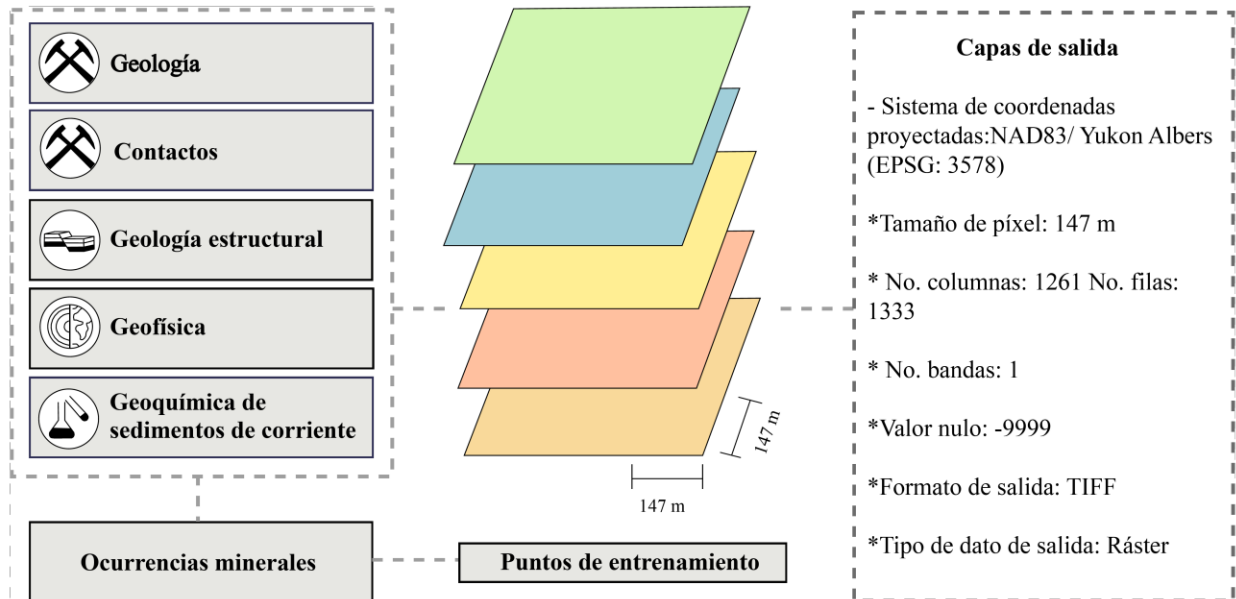 Geología
Contactos
Geología estructural
Geofísica
Geoquímica de
sedimentos de corriente
Ocurrencias minerales
147 m
147 m
Puntos de entrenamiento
Capas de salida
- Sistema de coordenadas
proyectadas:NAD83/ Yukon Albers
(EPSG: 3578)
*Tamaño de píxel: 147 m
* No. columnas: 1261 No. filas:
1333
* No. bandas: 1
*Valor nulo: -9999
*Formato de salida: TIFF
*Tipo de dato de salida: Ráster